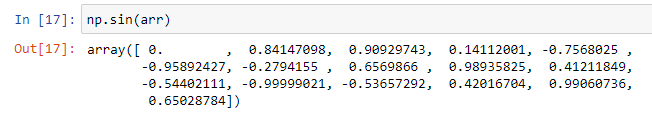 In [17]: np.sin(arr)
Out[17]: array([ 0.        ,  0.84147098,  0.90929743,  0.14112001, -0.7568025 ,
       -0.95892427, -0.2794155 ,  0.6569866 ,  0.98935825,  0.41211849,
       -0.54402111, -0.99999021, -0.53657292,  0.42016704,  0.99060736,
        0.65028784])